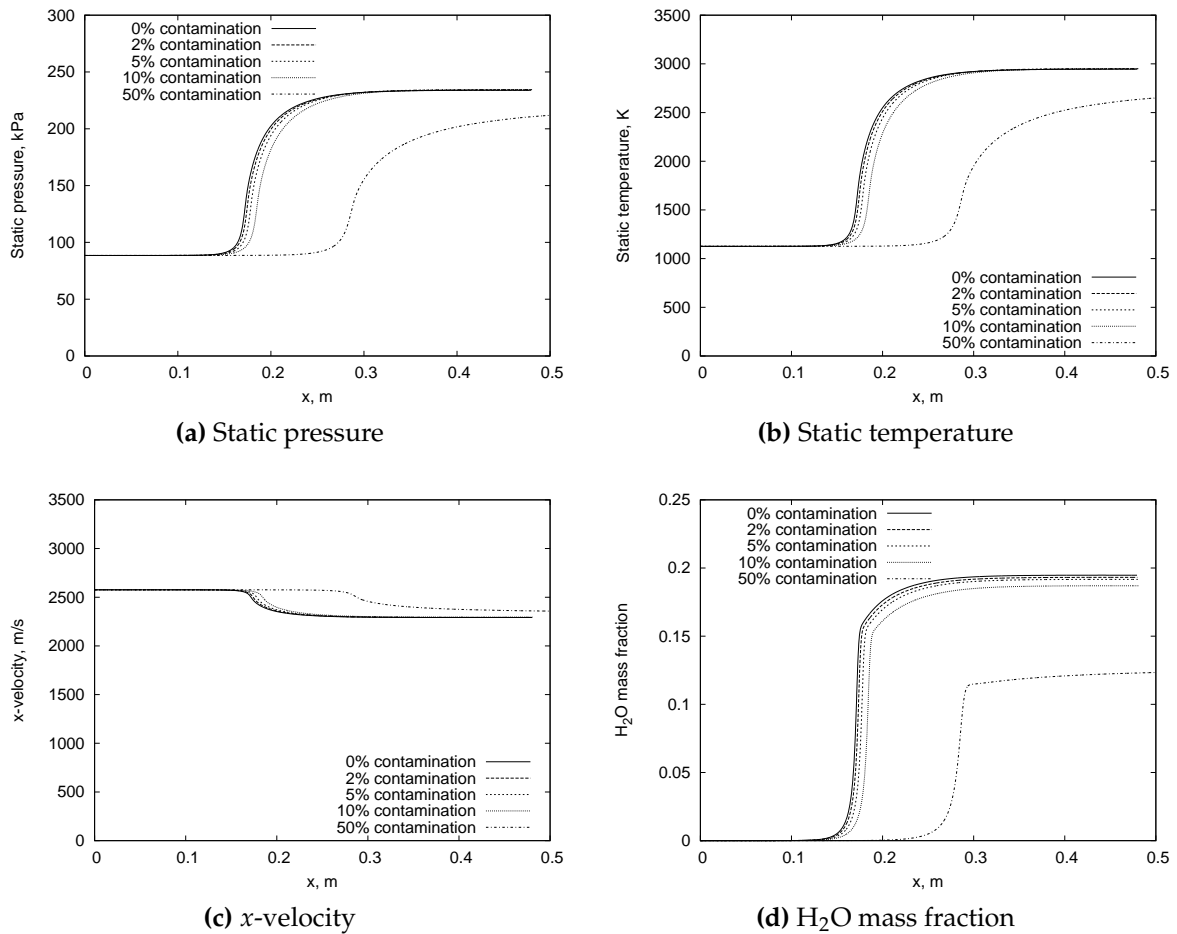 300
250
200
150
100
50
0
0 0.1 0.2 0.3 0.4 0.5
Static pressure, kPa
x, m
0% contamination
2% contamination
5% contamination
10% contamination
50% contamination
(a) Static pressure
3500
3000
2500
2000
1500
1000
500
0
0 0.1 0.2 0.3 0.4 0.5
Static temperature, K
x, m
0% contamination
2% contamination
5% contamination
10% contamination
50% contamination
(b) Static temperature
3500
3000
2500
2000
1500
1000
500
0
0 0.1 0.2 0.3 0.4 0.5
x-velocity, m/s
x, m
0% contamination
2% contamination
5% contamination
10% contamination
50% contamination
(c) x-velocity
0.25
0.2
0.15
0.1
0.05
0
0 0.1 0.2 0.3 0.4 0.5
H₂O mass fraction
x, m
0% contamination
2% contamination
5% contamination
10% contamination
50% contamination
(d) H₂O mass fraction